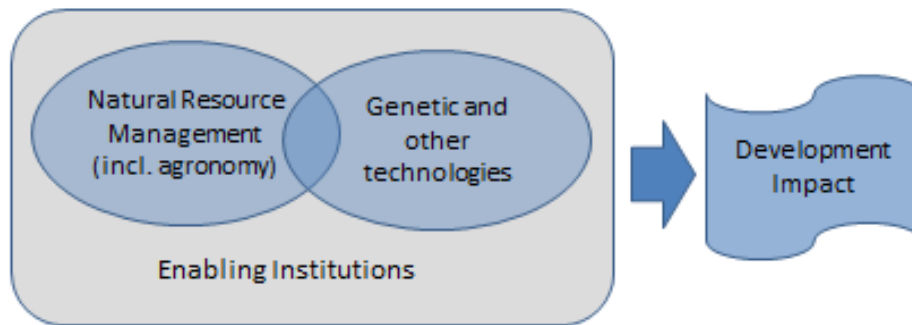 Natural Resource
Management
(incl. agronomy)
Genetic and
other
technologies
Enabling Institutions
Development
Impact